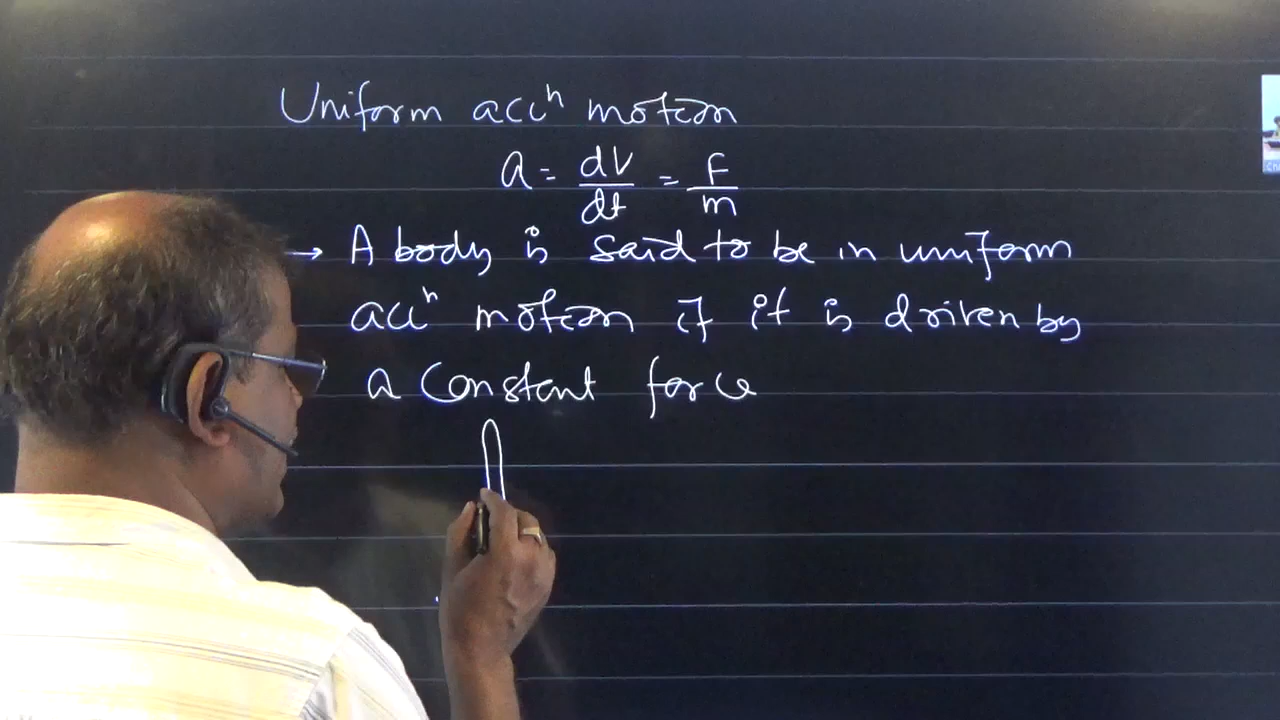 Uniform accⁿ motion
a = dv/dt = F/m
→ A body is said to be in uniform
accⁿ motion if it is driven by
a constant force